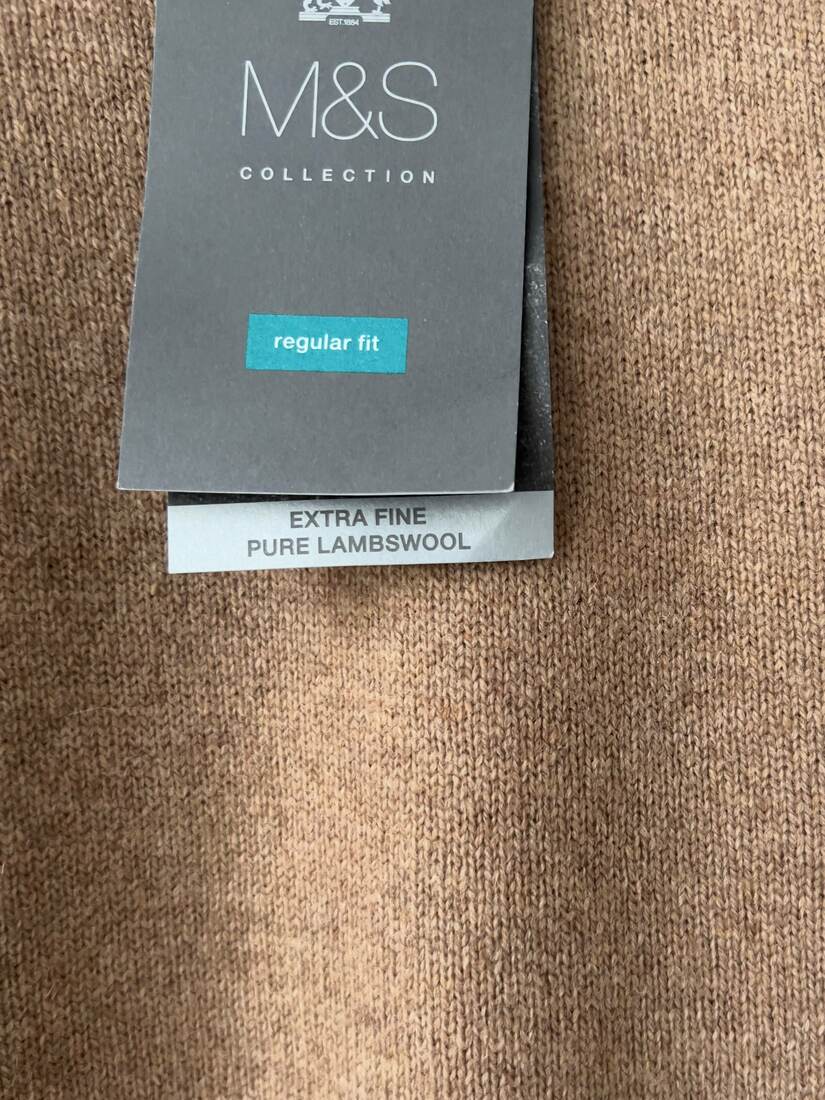 EST.1884
M&S
COLLECTION
regular fit
EXTRA FINE
PURE LAMBSWOOL